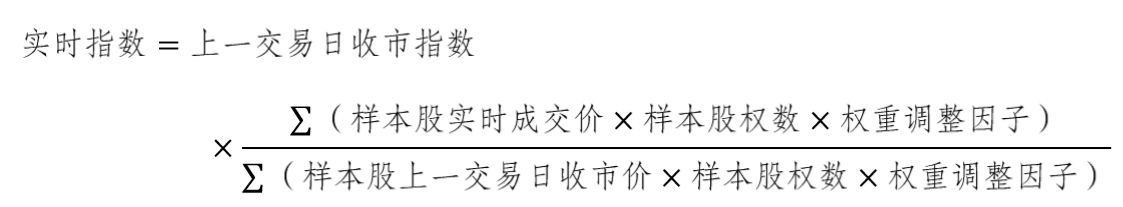 实时指数 = 上一交易日收市指数
× ∑（样本股实时成交价 × 样本股权数 × 权重调整因子）
∑（样本股上一交易日收市价 × 样本股权数 × 权重调整因子）